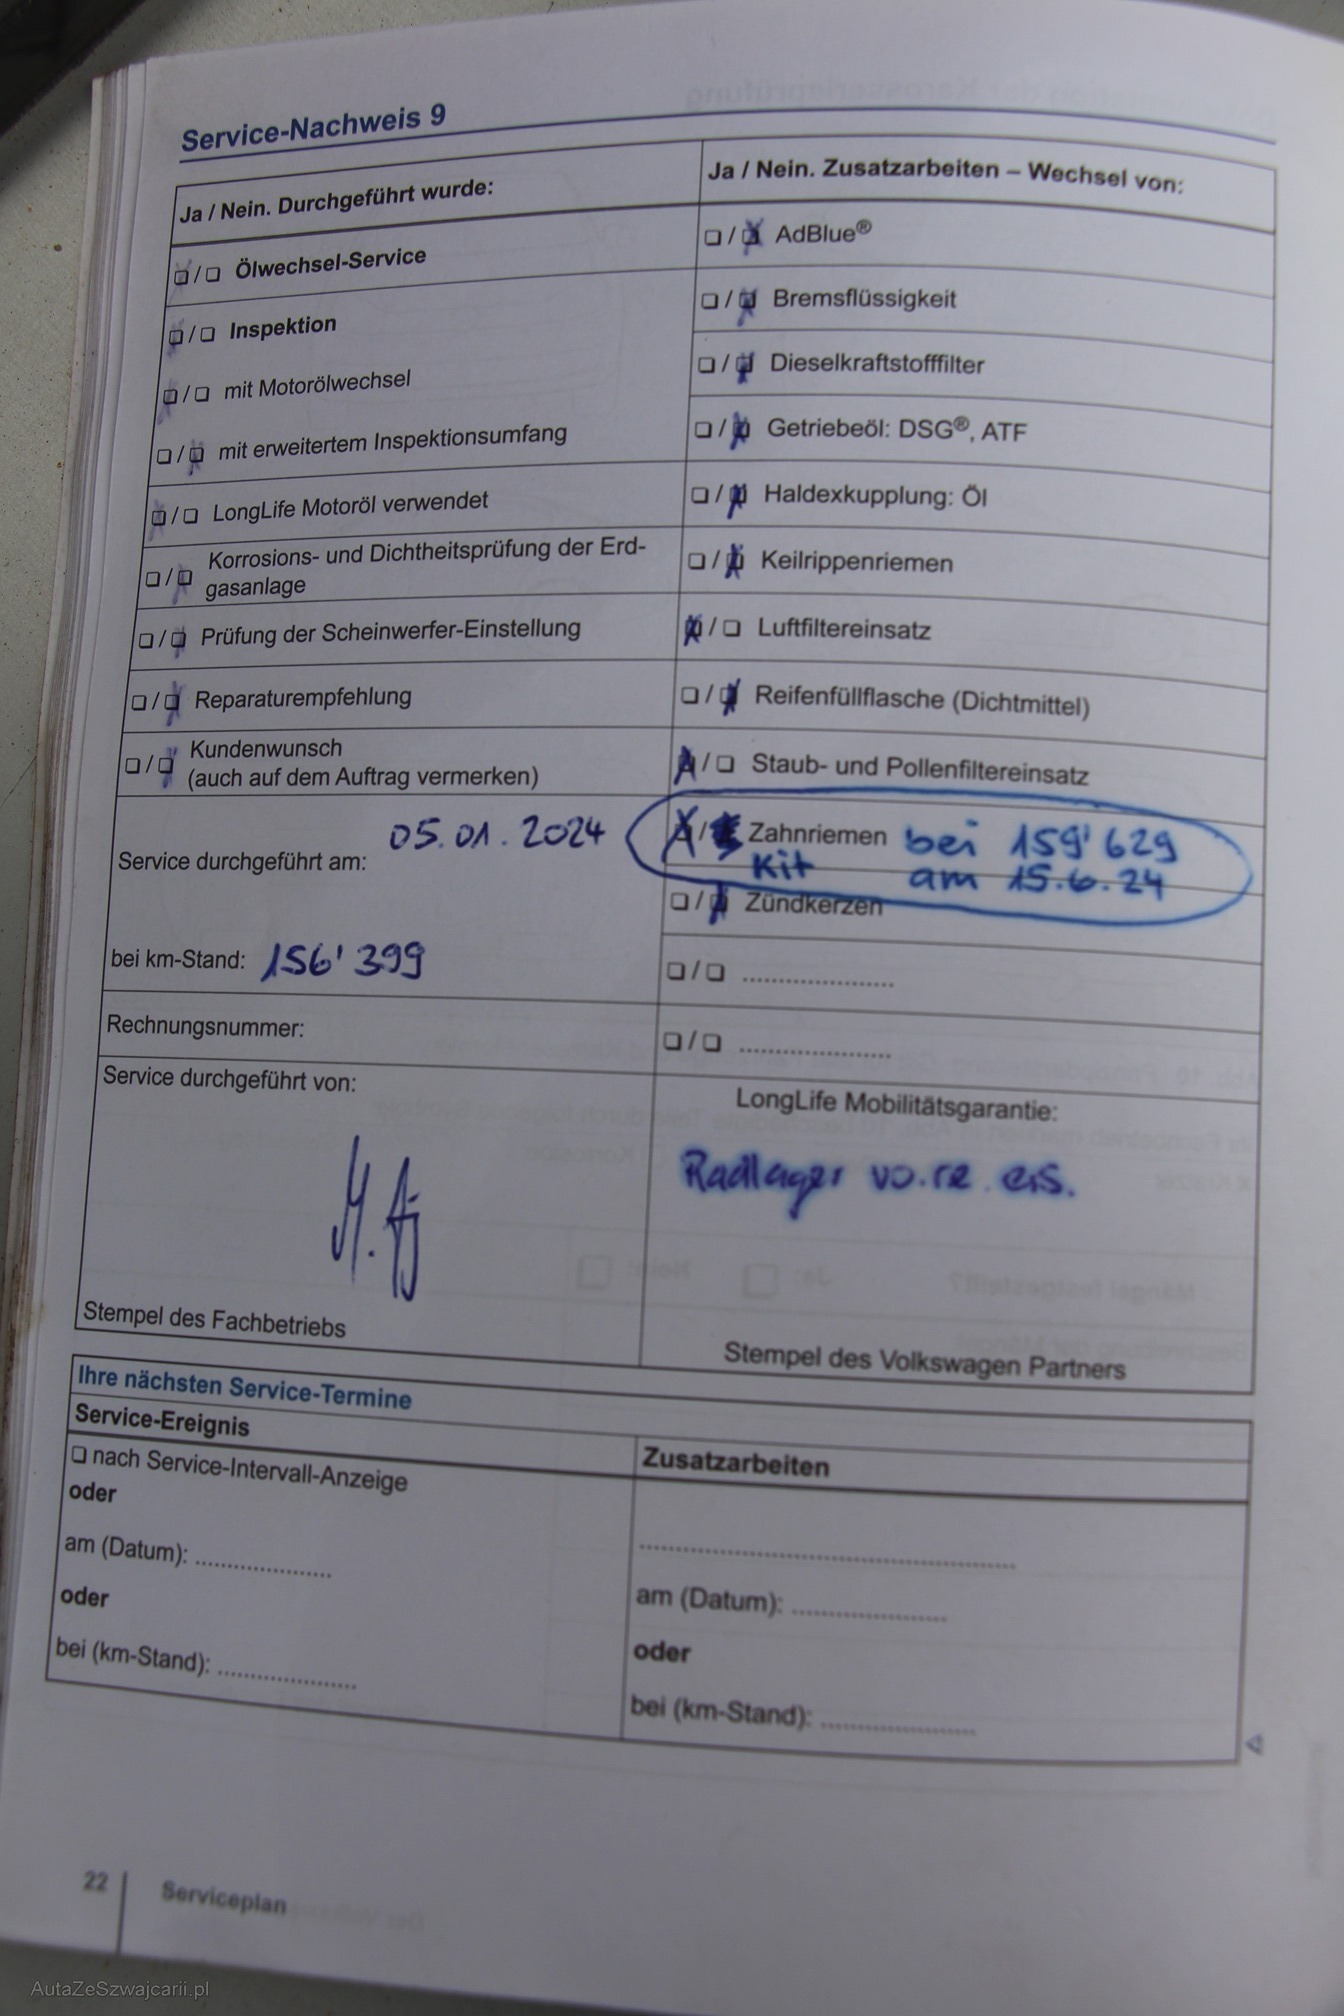 Service-Nachweis 9
Ja / Nein. Durchgeführt wurde:
☒ / ❏ Ölwechsel-Service
☒ / ❏ Inspektion
☒ / ❏ mit Motorölwechsel
❏ / ☒ mit erweitertem Inspektionsumfang
☒ / ❏ LongLife Motoröl verwendet
❏ / ☒ Korrosions- und Dichtheitsprüfung der Erd-
gasanlage
❏ / ☒ Prüfung der Scheinwerfer-Einstellung
❏ / ☒ Reparaturempfehlung
❏ / ☒ Kundenwunsch
(auch auf dem Auftrag vermerken)
Service durchgeführt am: 05.01.2024
bei km-Stand: 156'399
Rechnungsnummer:
Service durchgeführt von:
Stempel des Fachbetriebs
Ja / Nein. Zusatzarbeiten – Wechsel von:
❏ / ☒ AdBlue®
❏ / ☒ Bremsflüssigkeit
❏ / ☒ Dieselkraftstofffilter
❏ / ☒ Getriebeöl: DSG®, ATF
❏ / ☒ Haldexkupplung: Öl
❏ / ☒ Keilrippenriemen
☒ / ❏ Luftfiltereinsatz
❏ / ☒ Reifenfüllflasche (Dichtmittel)
☒ / ❏ Staub- und Pollenfiltereinsatz
☒ / ☒ Zahnriemen bei 159'629
Kit am 15.6.24
❏ / ☒ Zündkerzen
❏ / ❏ ......................
❏ / ❏ ......................
LongLife Mobilitätsgarantie:
Radlager vo.re. ers.
Stempel des Volkswagen Partners
Ihre nächsten Service-Termine
Service-Ereignis
❏ nach Service-Intervall-Anzeige
oder
am (Datum): ....................
oder
bei (km-Stand): ....................
Zusatzarbeiten
......................................................
am (Datum): ......................
oder
bei (km-Stand): ......................
22 Serviceplan
AutaZeSzwajcarii.pl